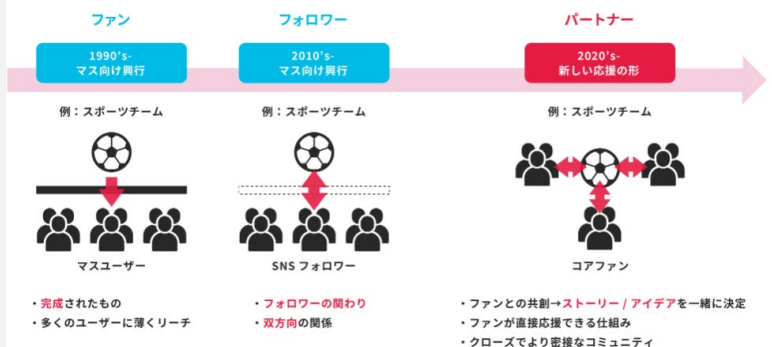 ファン
1990's-
マス向け興行
例：スポーツチーム
マスユーザー
・完成されたもの
・多くのユーザーに薄くリーチ
フォロワー
2010's-
マス向け興行
例：スポーツチーム
SNS フォロワー
・フォロワーの関わり
・双方向の関係
パートナー
2020's-
新しい応援の形
例：スポーツチーム
コアファン
・ファンとの共創→ストーリー / アイデアを一緒に決定
・ファンが直接応援できる仕組み
・クローズでより密接なコミュニティ